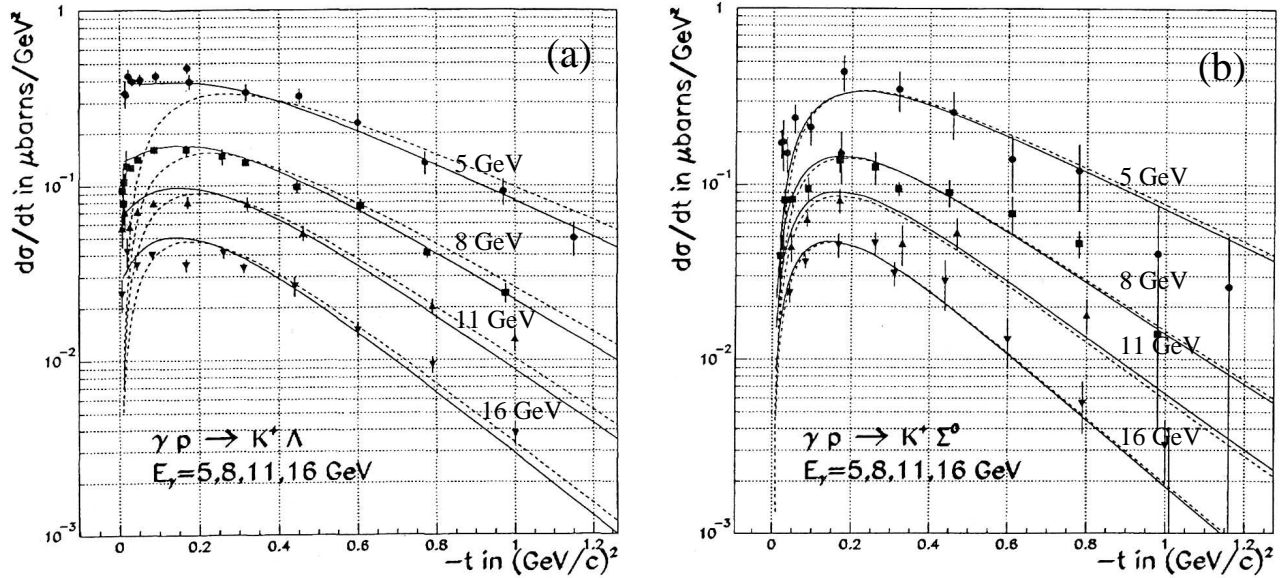 (a)
dσ/dt in μbarns/GeV²
1
10⁻¹
10⁻²
10⁻³
5 GeV
8 GeV
11 GeV
16 GeV
γ p → K⁺ Λ
E_γ=5,8,11,16 GeV
0 0.2 0.4 0.6 0.8 1 1.2
-t in (GeV/c)²
(b)
dσ/dt in μbarns/GeV²
1
10⁻¹
10⁻²
10⁻³
5 GeV
8 GeV
11 GeV
16 GeV
γ p → K⁺ Σ⁰
E_γ=5,8,11,16 GeV
0 0.2 0.4 0.6 0.8 1 1.2
-t in (GeV/c)²